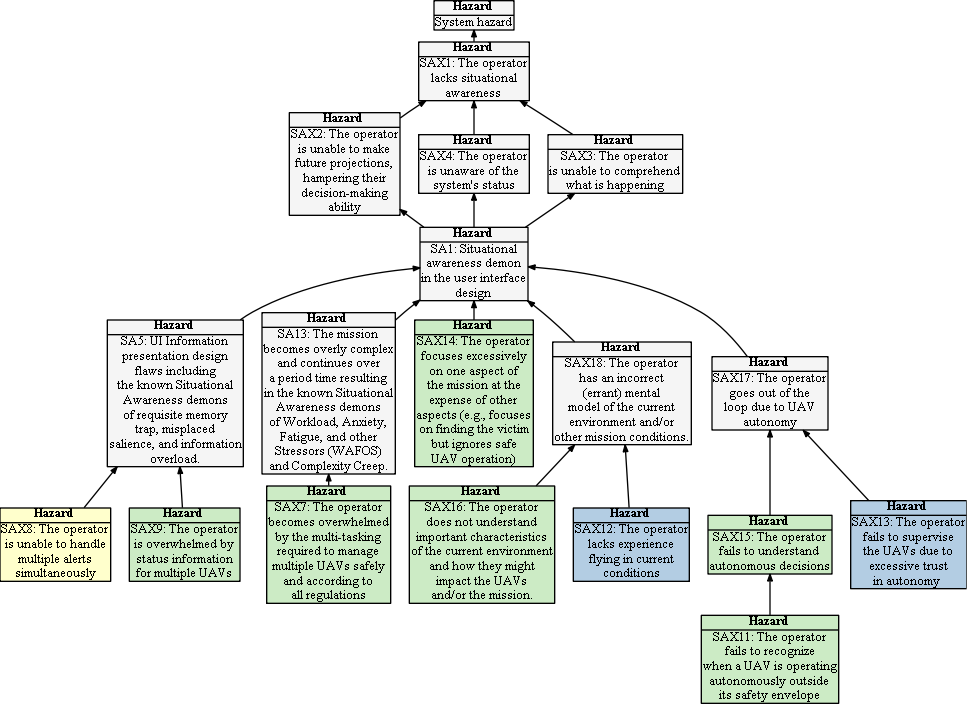 Hazard
System hazard
Hazard
SAX1: The operator
lacks situational
awareness
Hazard
SAX2: The operator
is unable to make
future projections,
hampering their
decision-making
ability
Hazard
SAX4: The operator
is unaware of the
system's status
Hazard
SAX3: The operator
is unable to comprehend
what is happening
Hazard
SA1: Situational
awareness demon
in the user interface
design
Hazard
SA5: UI Information
presentation design
flaws including
the known Situational
Awareness demons
of requisite memory
trap, misplaced
salience, and information
overload.
Hazard
SA13: The mission
becomes overly complex
and continues over
a period time resulting
in the known Situational
Awareness demons
of Workload, Anxiety,
Fatigue, and other
Stressors (WAFOS)
and Complexity Creep.
Hazard
SAX14: The operator
focuses excessively
on one aspect of
the mission at the
expense of other
aspects (e.g., focuses
on finding the victim
but ignores safe
UAV operation)
Hazard
SAX18: The operator
has an incorrect
(errant) mental
model of the current
environment and/or
other mission conditions.
Hazard
SAX17: The operator
goes out of the
loop due to UAV
autonomy
Hazard
SAX8: The operator
is unable to handle
multiple alerts
simultaneously
Hazard
SAX9: The operator
is overwhelmed by
status information
for multiple UAVs
Hazard
SAX7: The operator
becomes overwhelmed
by the multi-tasking
required to manage
multiple UAVs safely
and according to
all regulations
Hazard
SAX16: The operator
does not understand
important characteristics
of the current environment
and how they might
impact the UAVs
and/or the mission.
Hazard
SAX12: The operator
lacks experience
flying in current
conditions
Hazard
SAX15: The operator
fails to understand
autonomous decisions
Hazard
SAX13: The operator
fails to supervise
the UAVs due to
excessive trust
in autonomy
Hazard
SAX11: The operator
fails to recognize
when a UAV is operating
autonomously outside
its safety envelope